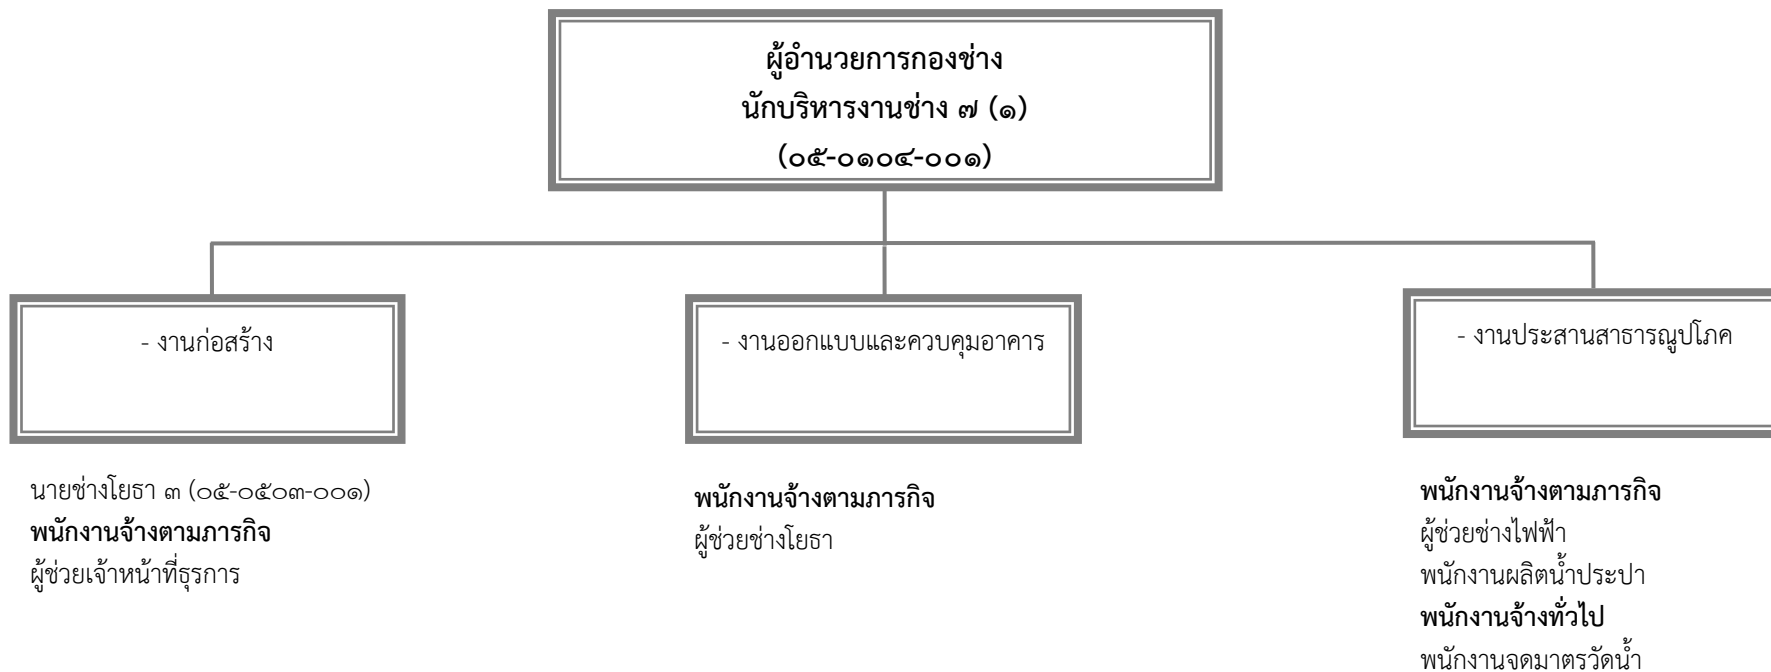 ผู้อำนวยการกองช่าง
นักบริหารงานช่าง ๗ (๑)
(๐๕-๐๑๐๔-๐๐๑)
- งานก่อสร้าง
- งานออกแบบและควบคุมอาคาร
- งานประสานสาธารณูปโภค
นายช่างโยธา ๓ (๐๕-๐๕๐๓-๐๐๑)
พนักงานจ้างตามภารกิจ
ผู้ช่วยเจ้าหน้าที่ธุรการ
พนักงานจ้างตามภารกิจ
ผู้ช่วยช่างโยธา
พนักงานจ้างตามภารกิจ
ผู้ช่วยช่างไฟฟ้า
พนักงานผลิตน้ำประปา
พนักงานจ้างทั่วไป
พนักงานจดมาตรวัดน้ำ